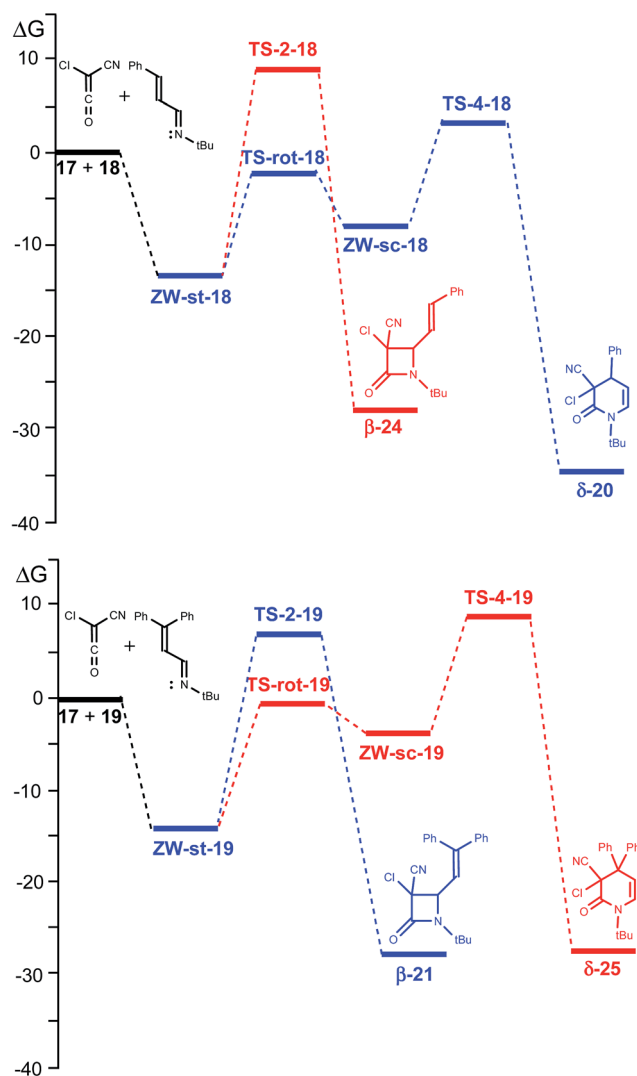 ΔG
10
0
-10
-20
-30
-40
Cl
CN
C
O
+
Ph
N
tBu
17 + 18
ZW-st-18
TS-2-18
TS-rot-18
ZW-sc-18
TS-4-18
Ph
Cl
CN
O
N
tBu
β-24
Ph
NC
Cl
O
N
tBu
δ-20
ΔG
10
0
-10
-20
-30
-40
Cl
CN
C
O
+
Ph
Ph
N
tBu
17 + 19
ZW-st-19
TS-2-19
TS-rot-19
ZW-sc-19
TS-4-19
Ph
Ph
Cl
CN
O
N
tBu
β-21
Ph
Ph
NC
Cl
O
N
tBu
δ-25